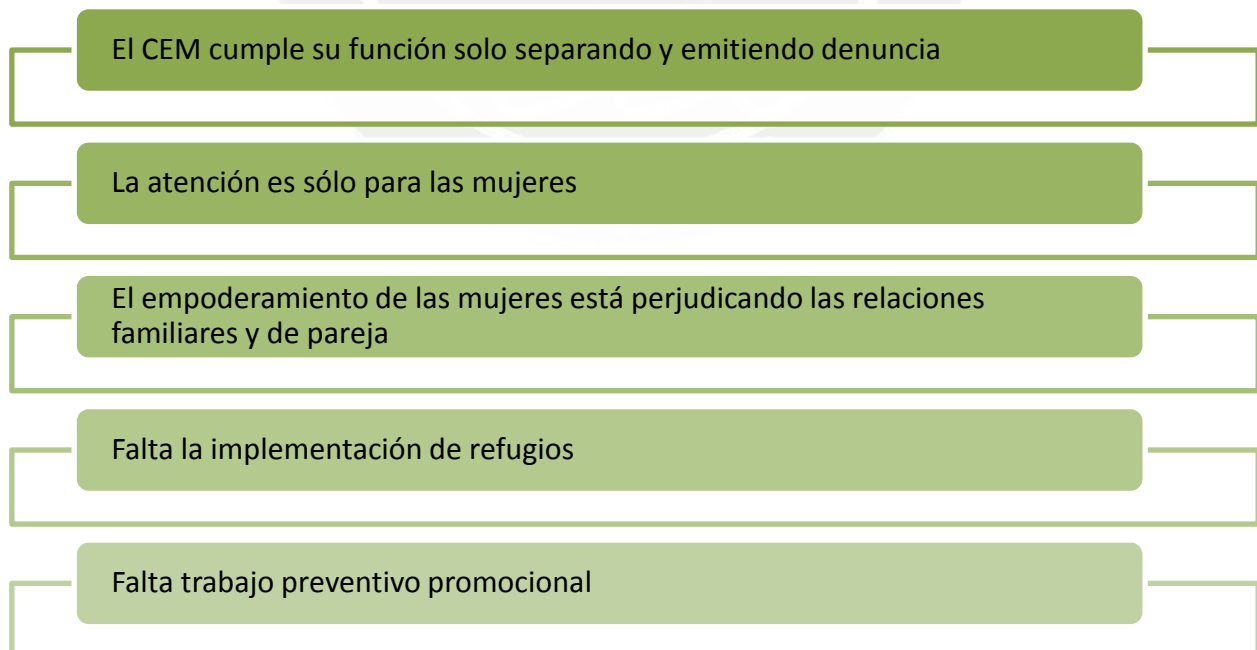 El CEM cumple su función solo separando y emitiendo denuncia
La atención es sólo para las mujeres
El empoderamiento de las mujeres está perjudicando las relaciones
familiares y de pareja
Falta la implementación de refugios
Falta trabajo preventivo promocional